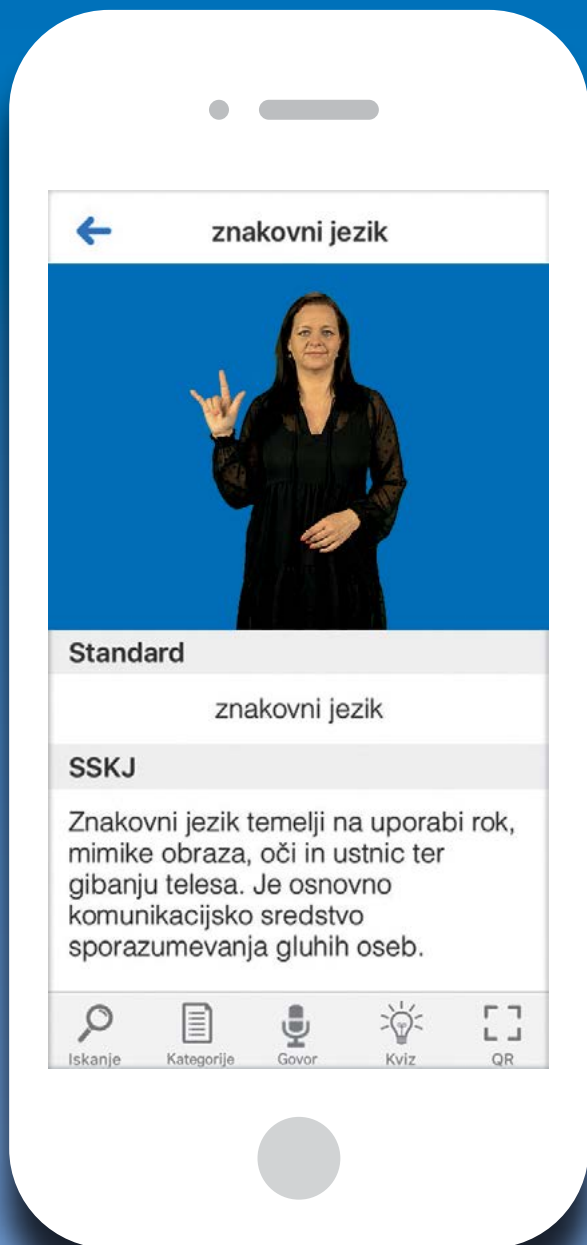 znakovni jezik
Standard
znakovni jezik
SSKJ
Znakovni jezik temelji na uporabi rok,
mimike obraza, oči in ustnic ter
gibanju telesa. Je osnovno
komunikacijsko sredstvo
sporazumevanja gluhih oseb.
Iskanje Kategorije Govor Kviz QR